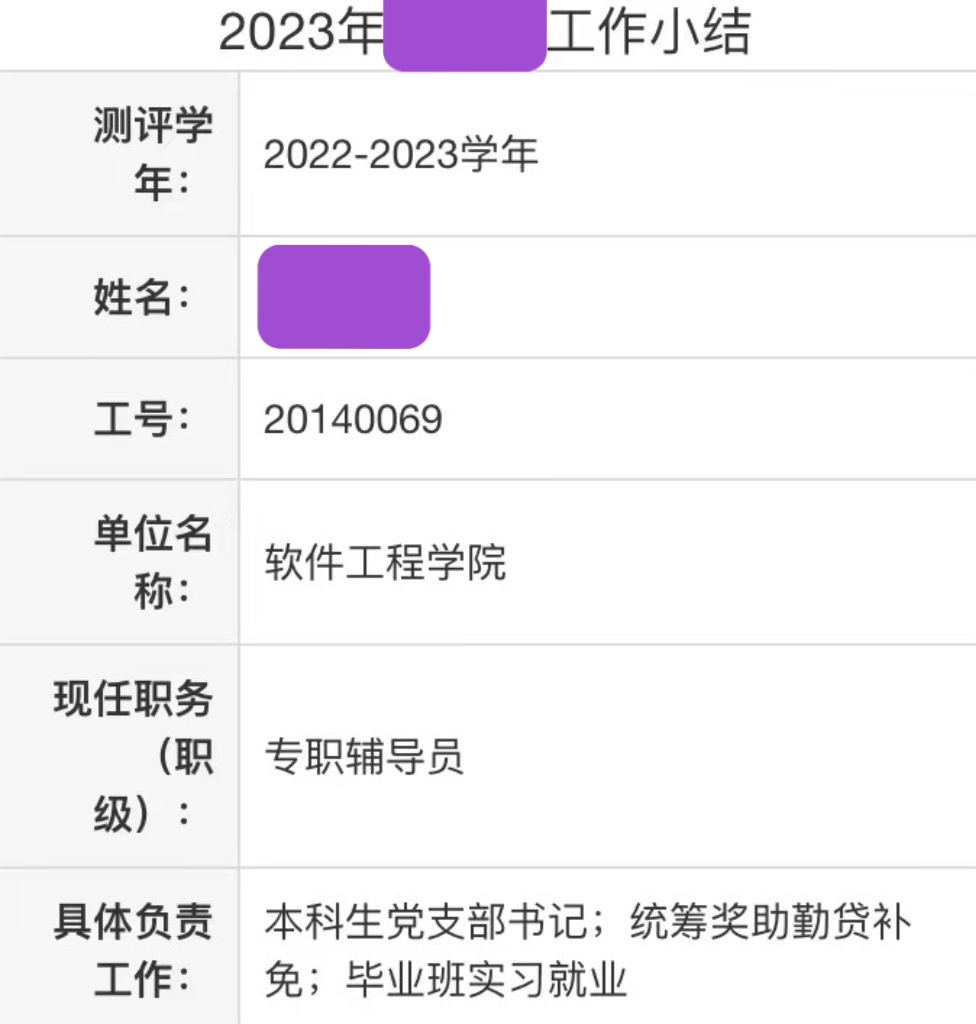 2023年 工作小结
测评学
年：
2022-2023学年
姓名：
工号：
20140069
单位名
称：
软件工程学院
现任职务
（职
级）：
专职辅导员
具体负责
工作：
本科生党支部书记；统筹奖助勤贷补
免；毕业班实习就业